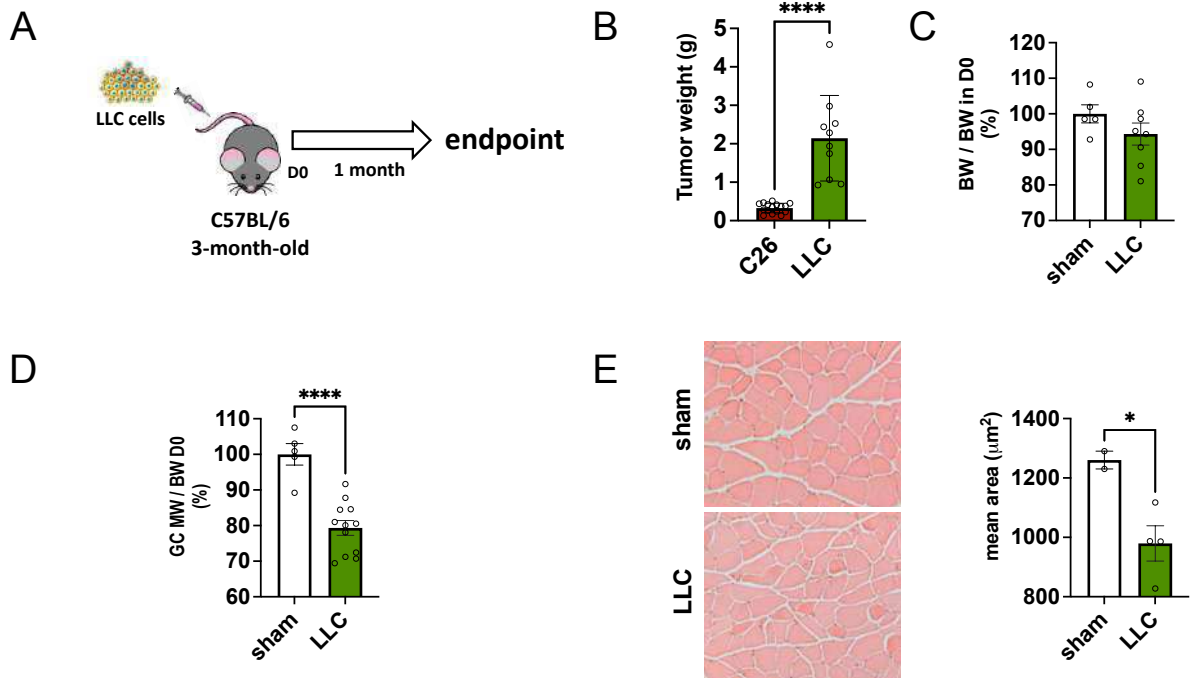 A
LLC cells
D0
1 month
endpoint
C57BL/6
3-month-old
B
****
Tumor weight (g)
5
4
3
2
1
0
C26
LLC
C
BW / BW in D0
(%)
120
110
100
90
80
70
sham
LLC
D
****
GC MW / BW D0
(%)
110
100
90
80
70
60
sham
LLC
E
sham
LLC
*
mean area (μm²)
1400
1200
1000
800
sham
LLC